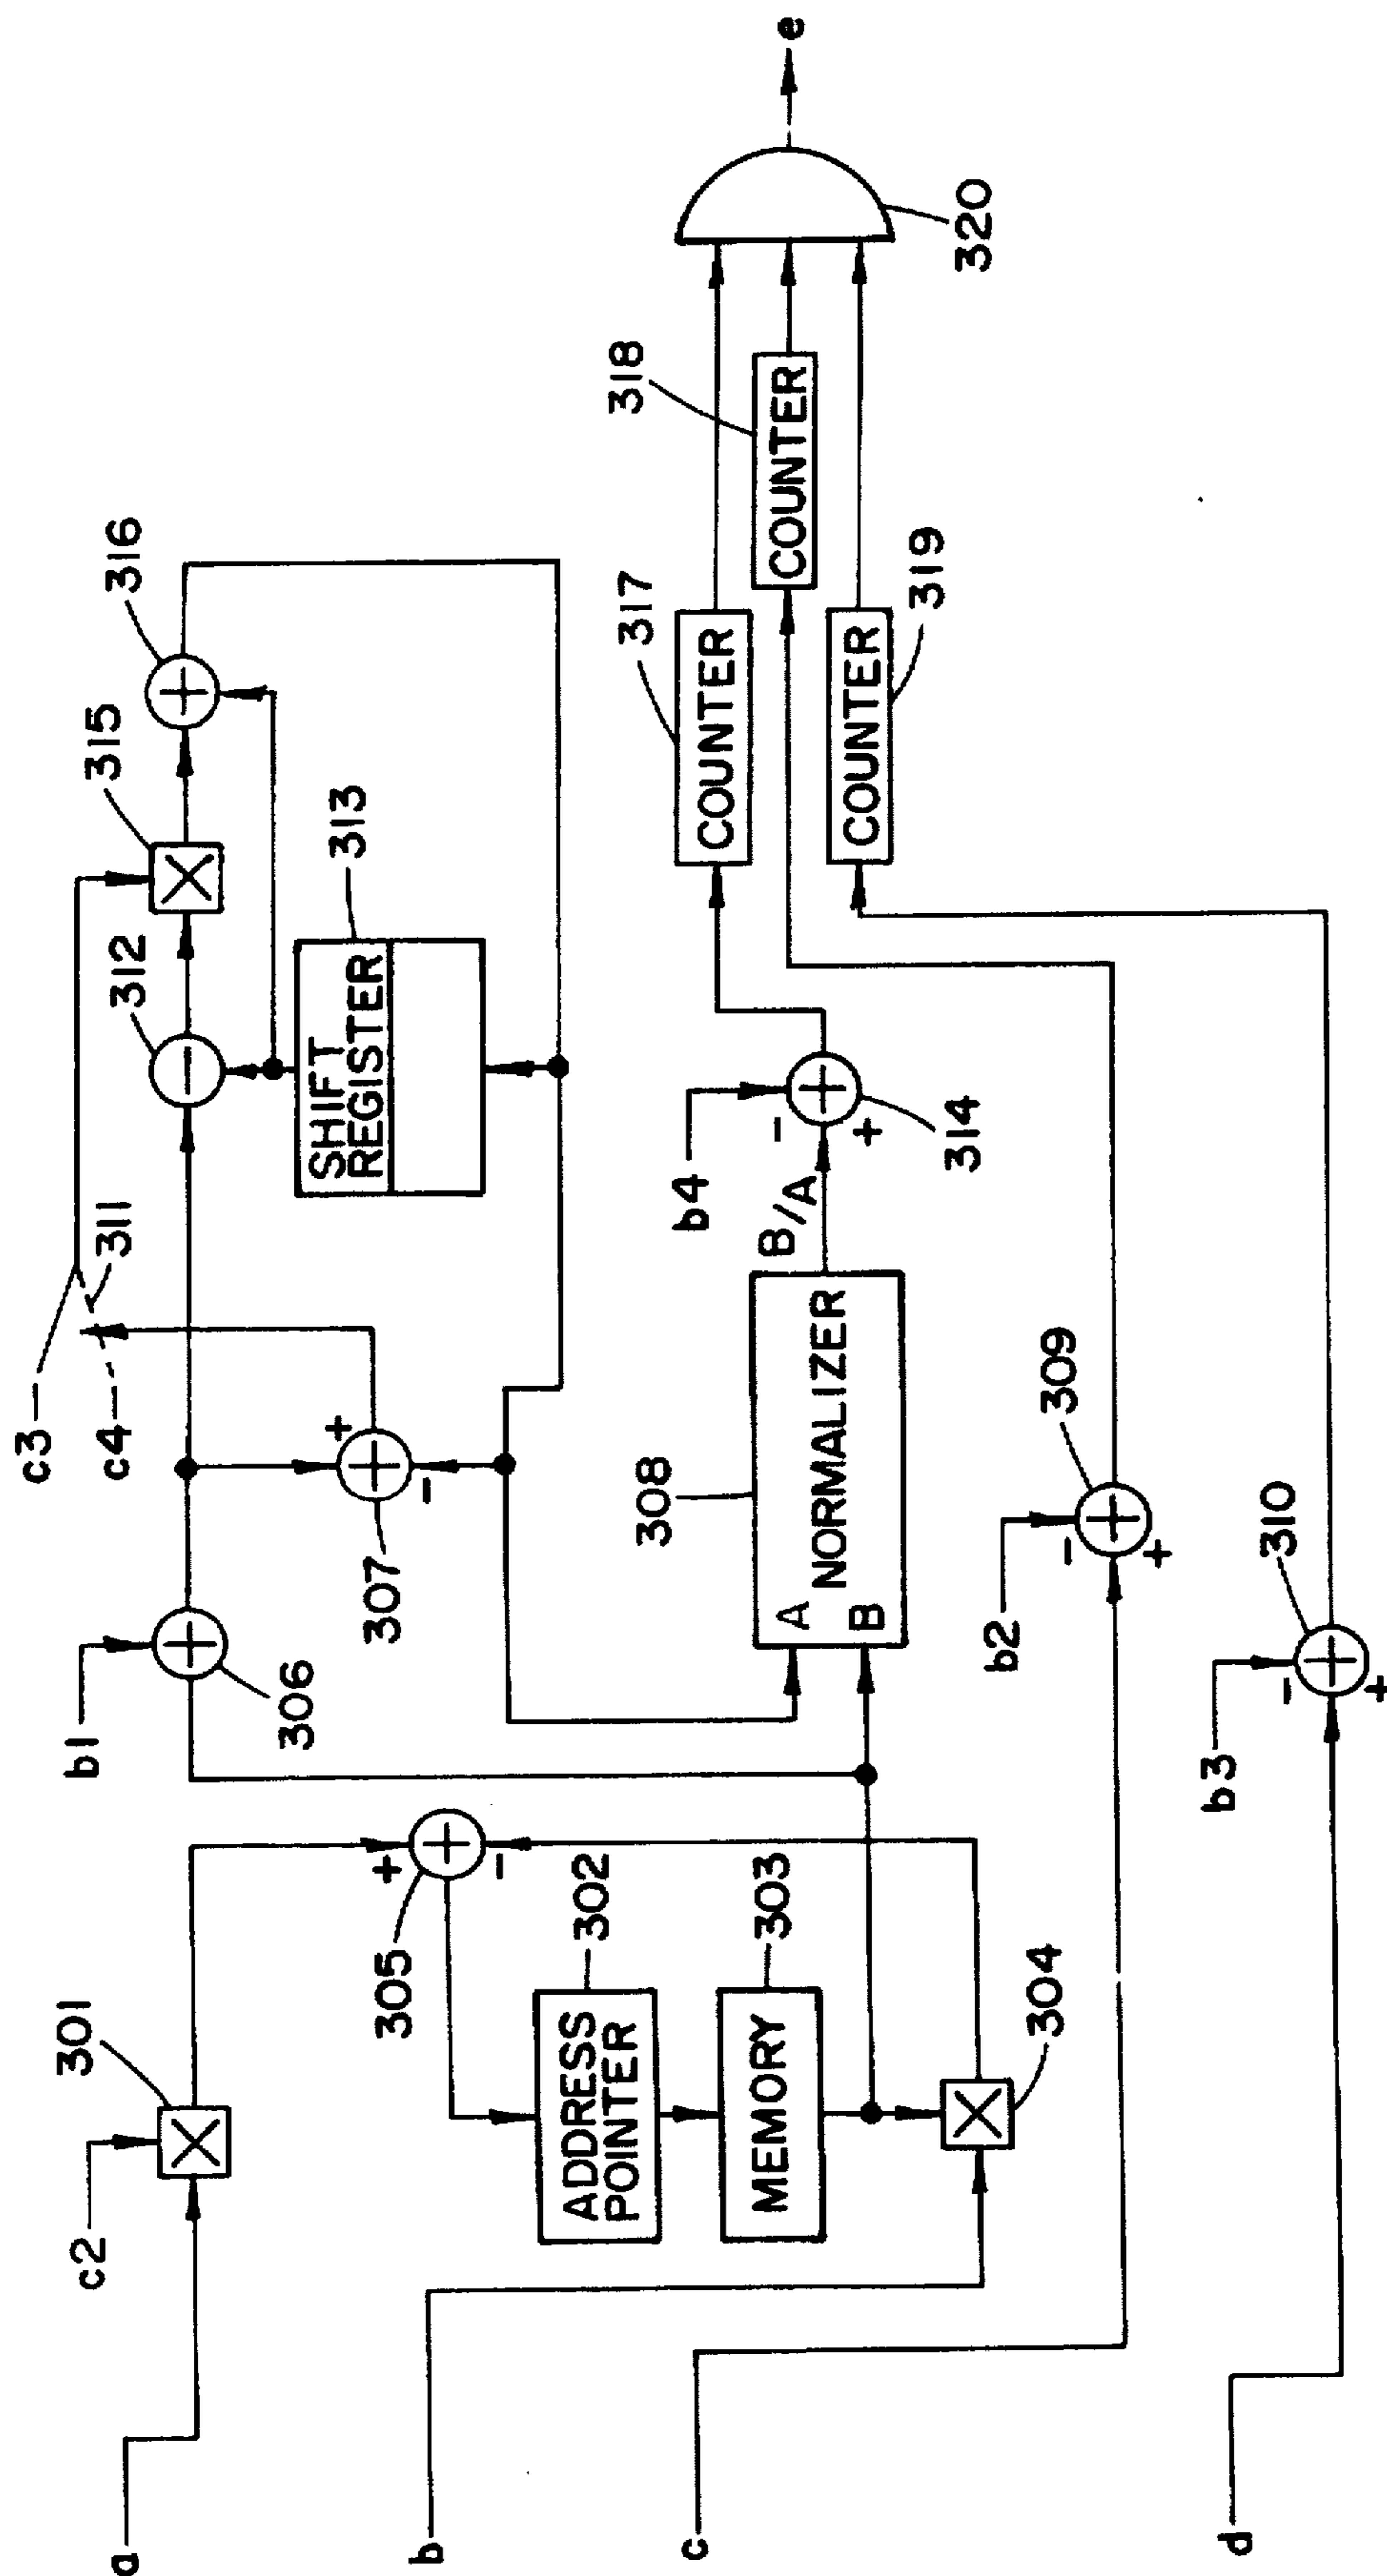 a
b
c
d
c2
301
305
302
ADDRESS
POINTER
303
MEMORY
304
+
-
b1
306
307
+
-
c3
c4
311
312
315
316
313
SHIFT
REGISTER
308
A
B
NORMALIZER
B/A
b4
-
+
314
b2
309
-
+
b3
310
-
+
317
COUNTER
318
COUNTER
319
COUNTER
320
e